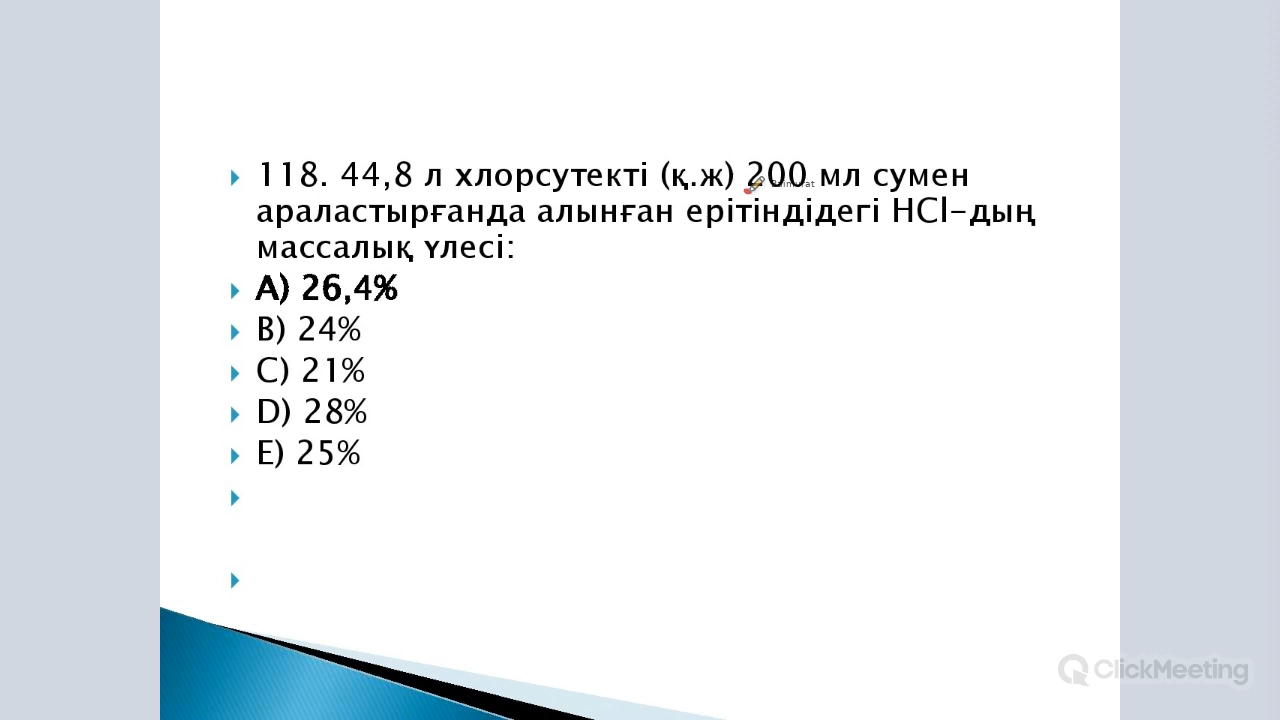 118. 44,8 л хлорсутекті (қ.ж) 200 мл сумен
араластырғанда алынған ерітіндідегі HCl-дың
массалық үлесі:
A) 26,4%
B) 24%
C) 21%
D) 28%
E) 25%
ClickMeeting